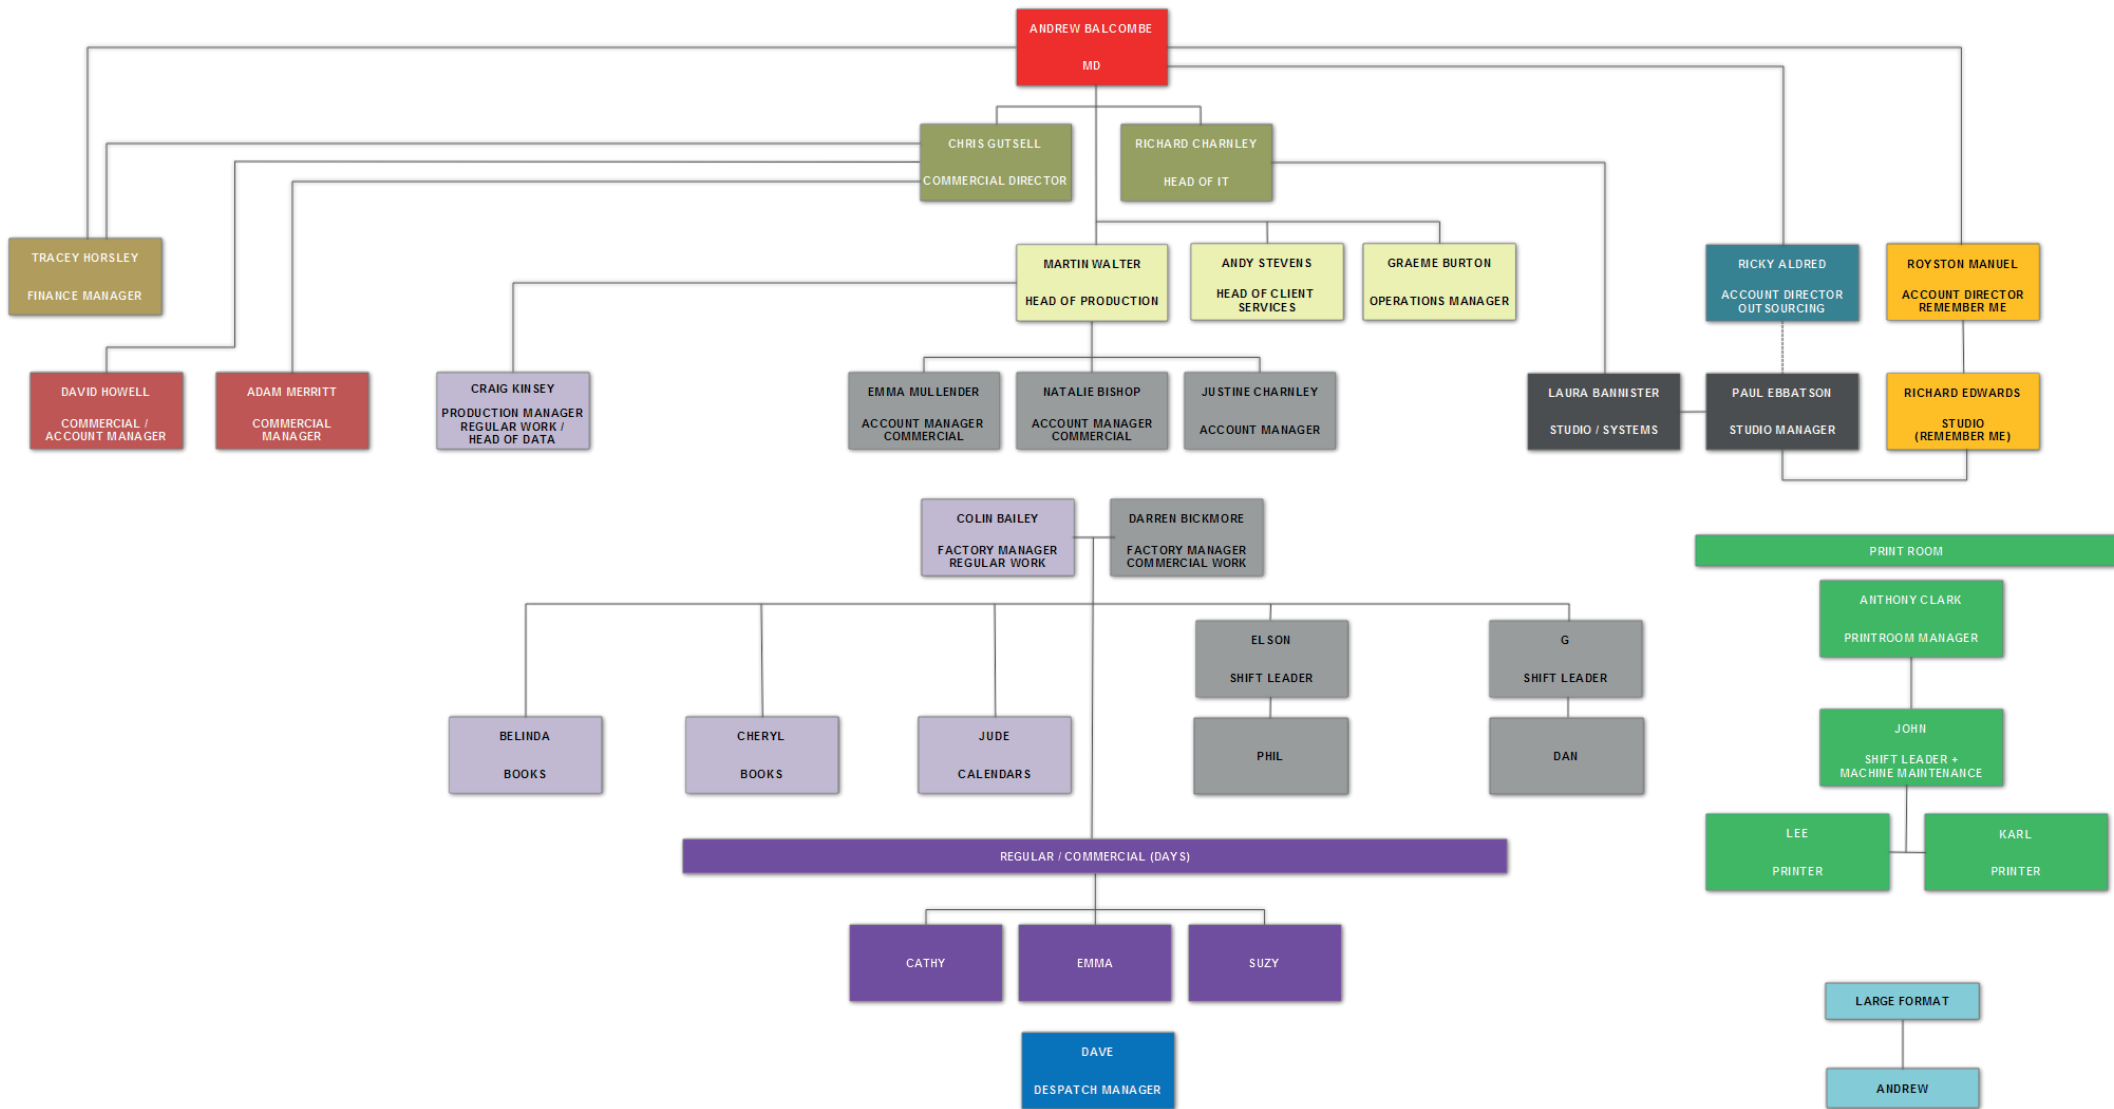 ANDREW BALCOMBE
MD
CHRIS GUTSELL
COMMERCIAL DIRECTOR
RICHARD CHARNLEY
HEAD OF IT
TRACEY HORSLEY
FINANCE MANAGER
MARTIN WALTER
HEAD OF PRODUCTION
ANDY STEVENS
HEAD OF CLIENT
SERVICES
GRAEME BURTON
OPERATIONS MANAGER
RICKY ALDRED
ACCOUNT DIRECTOR
OUTSOURCING
ROYSTON MANUEL
ACCOUNT DIRECTOR
REMEMBER ME
DAVID HOWELL
COMMERCIAL /
ACCOUNT MANAGER
ADAM MERRITT
COMMERCIAL
MANAGER
CRAIG KINSEY
PRODUCTION MANAGER
REGULAR WORK /
HEAD OF DATA
EMMA MULLENDER
ACCOUNT MANAGER
COMMERCIAL
NATALIE BISHOP
ACCOUNT MANAGER
COMMERCIAL
JUSTINE CHARNLEY
ACCOUNT MANAGER
LAURA BANNISTER
STUDIO / SYSTEMS
PAUL EBBATSON
STUDIO MANAGER
RICHARD EDWARDS
STUDIO
(REMEMBER ME)
COLIN BAILEY
FACTORY MANAGER
REGULAR WORK
DARREN BICKMORE
FACTORY MANAGER
COMMERCIAL WORK
PRINT ROOM
ANTHONY CLARK
PRINTROOM MANAGER
ELSON
SHIFT LEADER
G
SHIFT LEADER
BELINDA
BOOKS
CHERYL
BOOKS
JUDE
CALENDARS
PHIL
DAN
JOHN
SHIFT LEADER +
MACHINE MAINTENANCE
LEE
PRINTER
KARL
PRINTER
REGULAR / COMMERCIAL (DAYS)
CATHY
EMMA
SUZY
LARGE FORMAT
ANDREW
DAVE
DESPATCH MANAGER